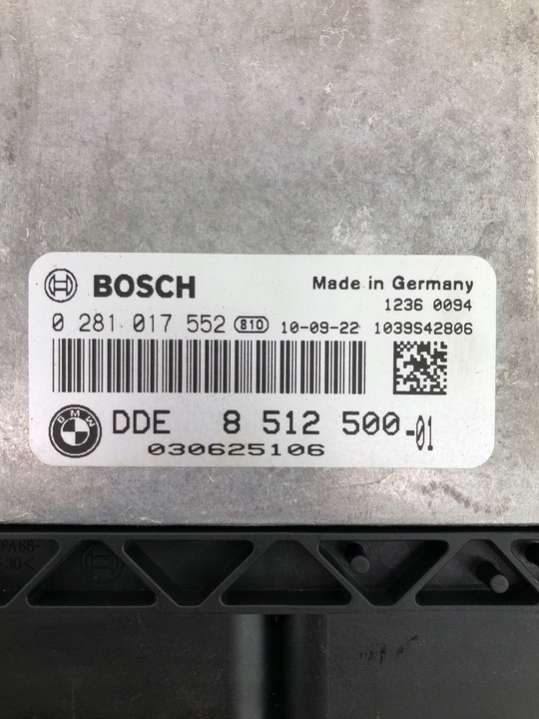 BOSCH Made in Germany
1236 0094
0 281 017 552 810 10-09-22 1039S42806
BMW DDE 8 512 500-01
030625106